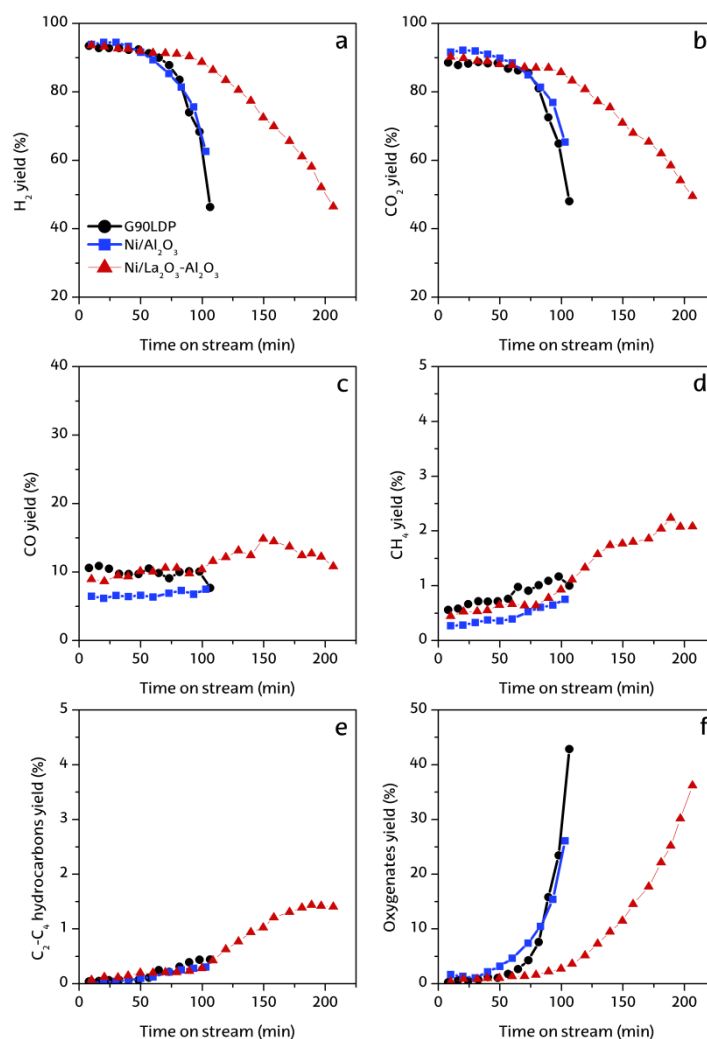 a
H₂ yield (%)
100
80
60
40
20
G90LDP
Ni/Al₂O₃
Ni/La₂O₃-Al₂O₃
0 50 100 150 200
Time on stream (min)
b
CO₂ yield (%)
100
80
60
40
20
0 50 100 150 200
Time on stream (min)
c
CO yield (%)
40
30
20
10
0
0 50 100 150 200
Time on stream (min)
d
CH₄ yield (%)
5
4
3
2
1
0
0 50 100 150 200
Time on stream (min)
e
C₂-C₄ hydrocarbons yield (%)
5
4
3
2
1
0
0 50 100 150 200
Time on stream (min)
f
Oxygenates yield (%)
50
40
30
20
10
0
0 50 100 150 200
Time on stream (min)